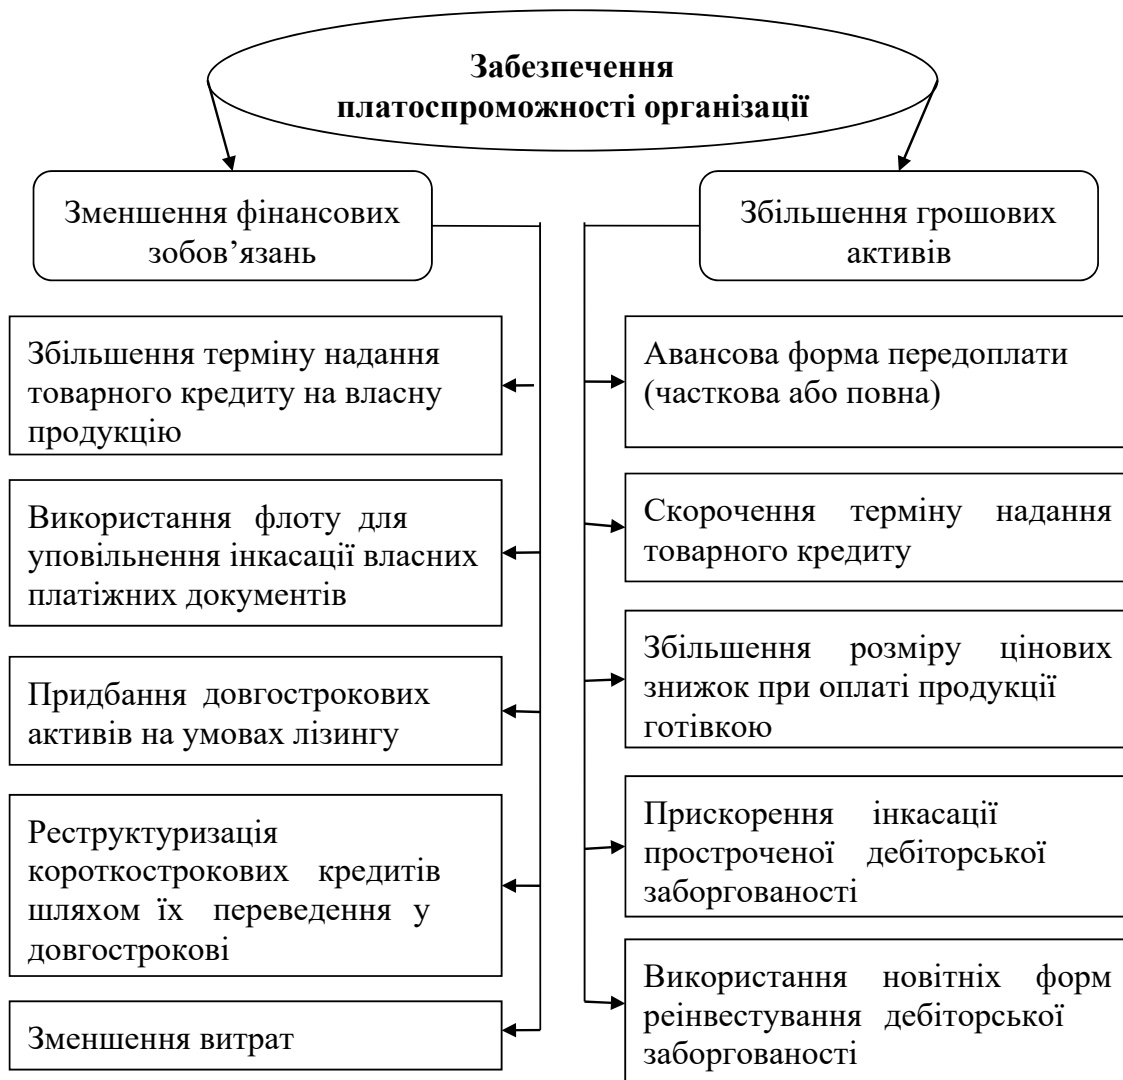 Забезпечення
платоспроможності організації
Зменшення фінансових
зобов’язань
Збільшення грошових
активів
Збільшення терміну надання
товарного кредиту на власну
продукцію
Використання флоту для
уповільнення інкасації власних
платіжних документів
Придбання довгострокових
активів на умовах лізингу
Реструктуризація
короткострокових кредитів
шляхом їх переведення у
довгострокові
Зменшення витрат
Авансова форма передоплати
(часткова або повна)
Скорочення терміну надання
товарного кредиту
Збільшення розміру цінових
знижок при оплаті продукції
готівкою
Прискорення інкасації
простроченої дебіторської
заборгованості
Використання новітніх форм
реінвестування дебіторської
заборгованості